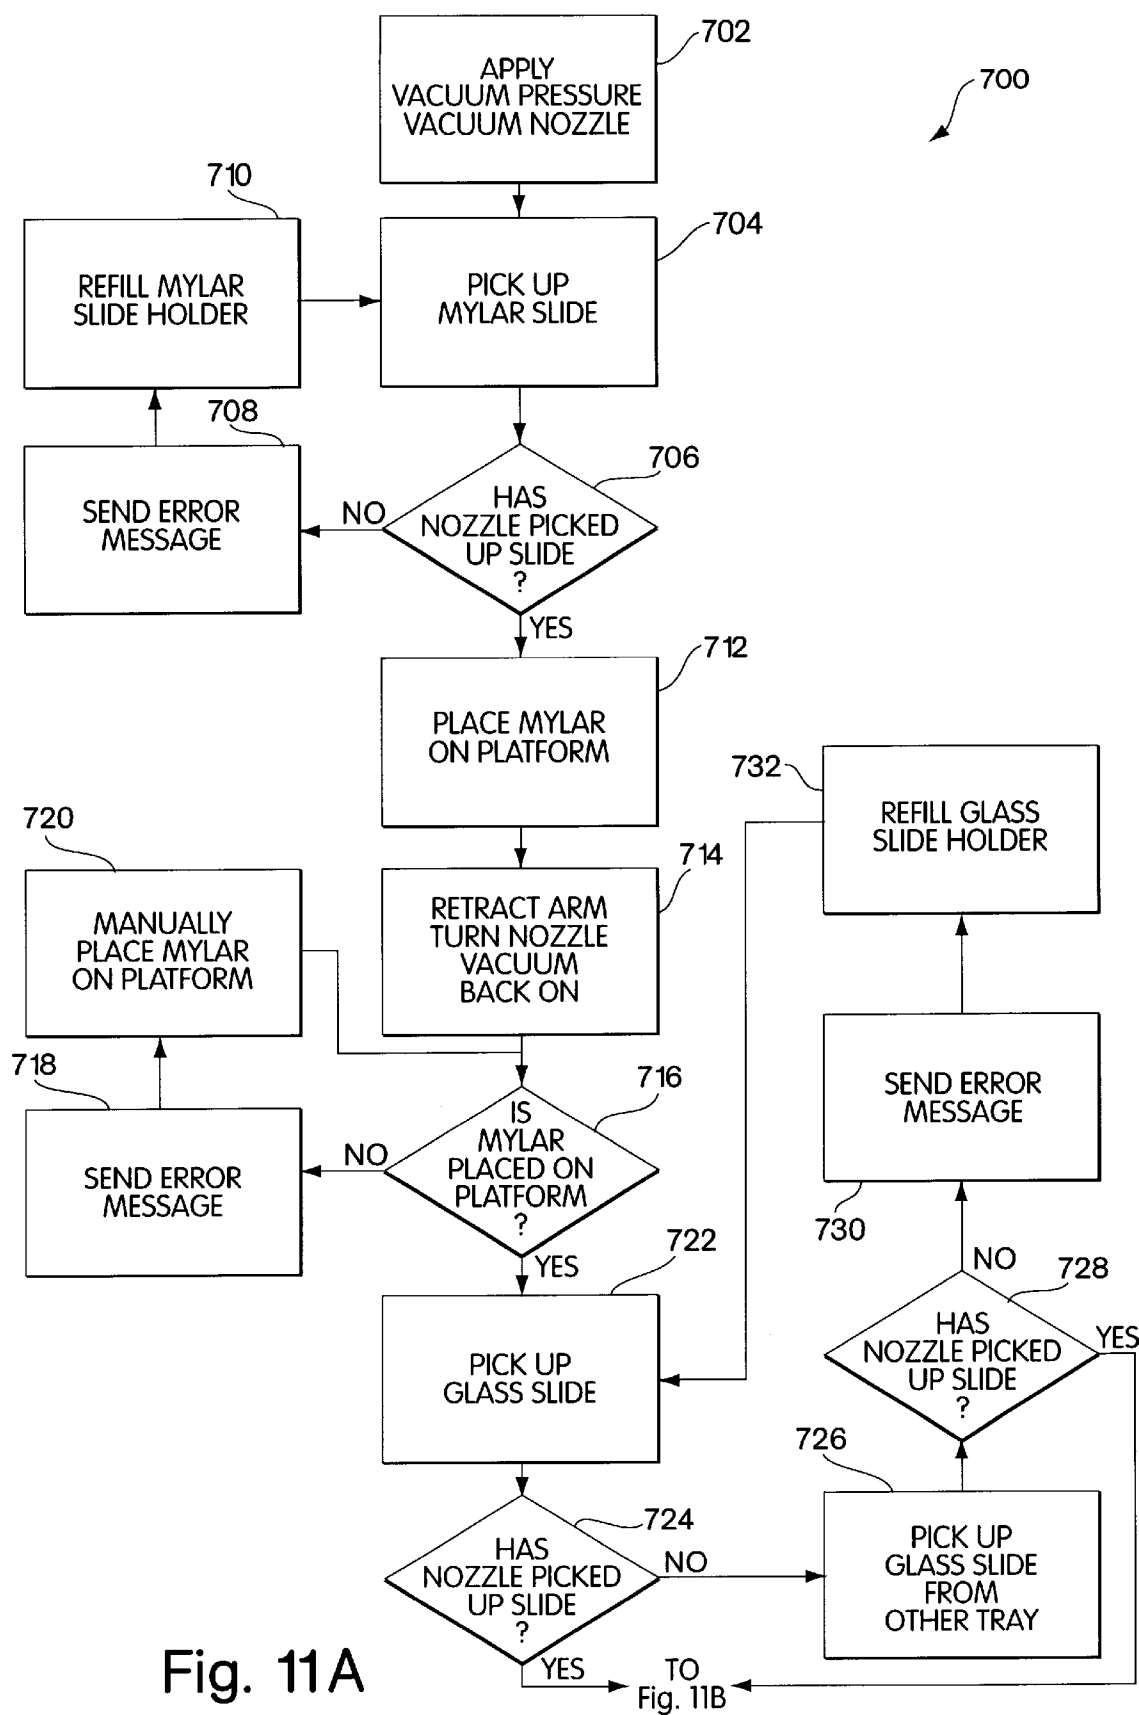 702
APPLY
VACUUM PRESSURE
VACUUM NOZZLE
700
710
704
REFILL MYLAR
SLIDE HOLDER
PICK UP
MYLAR SLIDE
708
706
SEND ERROR
MESSAGE
NO
HAS
NOZZLE PICKED
UP SLIDE
?
YES
712
PLACE MYLAR
ON PLATFORM
732
REFILL GLASS
SLIDE HOLDER
720
714
MANUALLY
PLACE MYLAR
ON PLATFORM
RETRACT ARM
TURN NOZZLE
VACUUM
BACK ON
718
716
SEND ERROR
MESSAGE
NO
IS
MYLAR
PLACED ON
PLATFORM
?
YES
SEND ERROR
MESSAGE
730
722
PICK UP
GLASS SLIDE
NO
728
HAS
NOZZLE PICKED
UP SLIDE
?
YES
726
724
HAS
NOZZLE PICKED
UP SLIDE
?
NO
PICK UP
GLASS SLIDE
FROM
OTHER TRAY
YES
TO
Fig. 11B
Fig. 11A